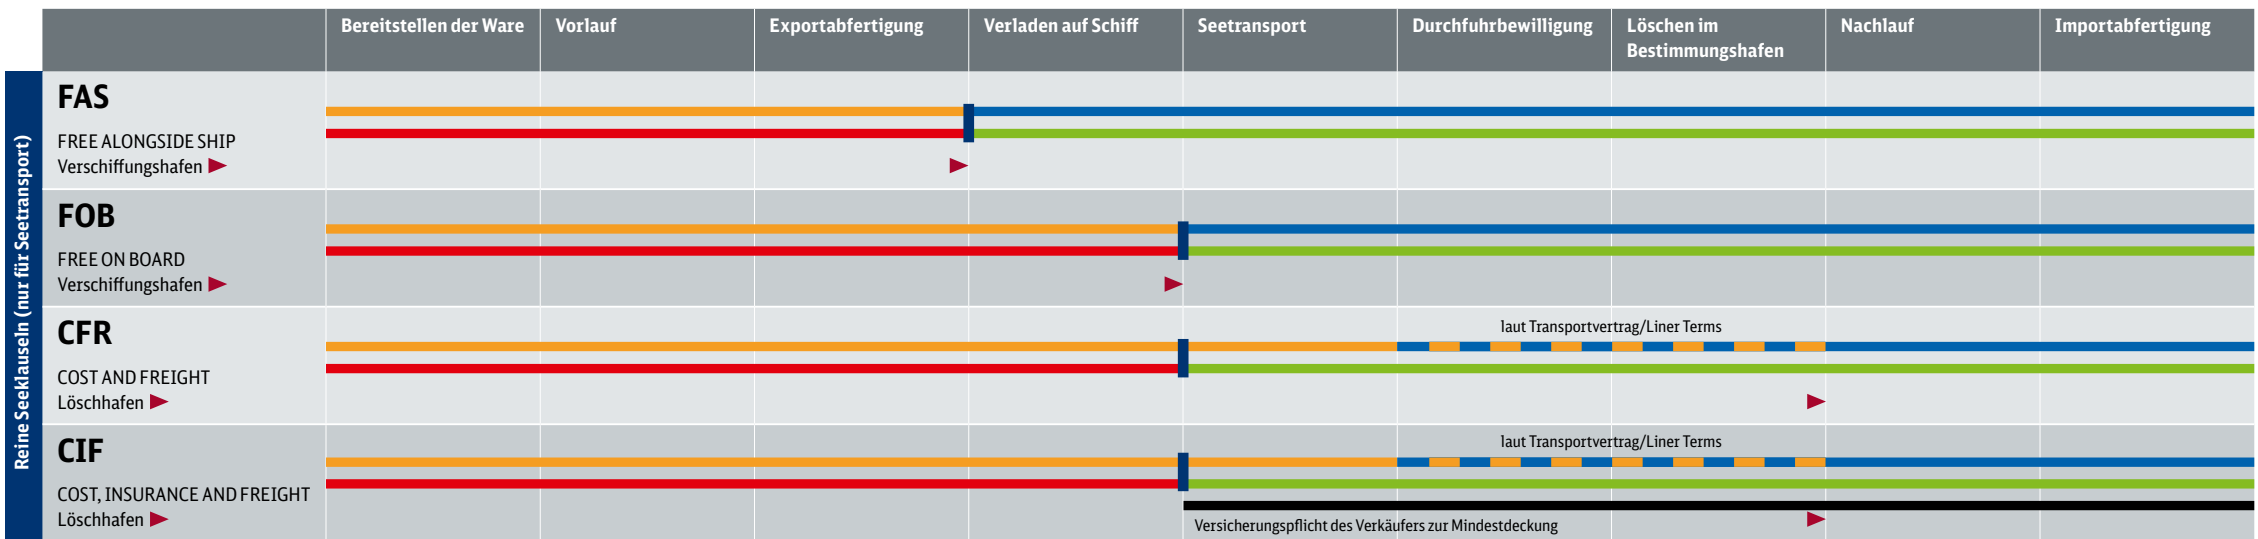 Bereitstellen der Ware
Vorlauf
Exportabfertigung
Verladen auf Schiff
Seetransport
Durchfuhrbewilligung
Löschen im
Bestimmungshafen
Nachlauf
Importabfertigung
Reine Seeklauseln (nur für Seetransport)
FAS
FREE ALONGSIDE SHIP
Verschiffungshafen
FOB
FREE ON BOARD
Verschiffungshafen
CFR
laut Transportvertrag/Liner Terms
COST AND FREIGHT
Löschhafen
CIF
laut Transportvertrag/Liner Terms
COST, INSURANCE AND FREIGHT
Löschhafen
Versicherungspflicht des Verkäufers zur Mindestdeckung